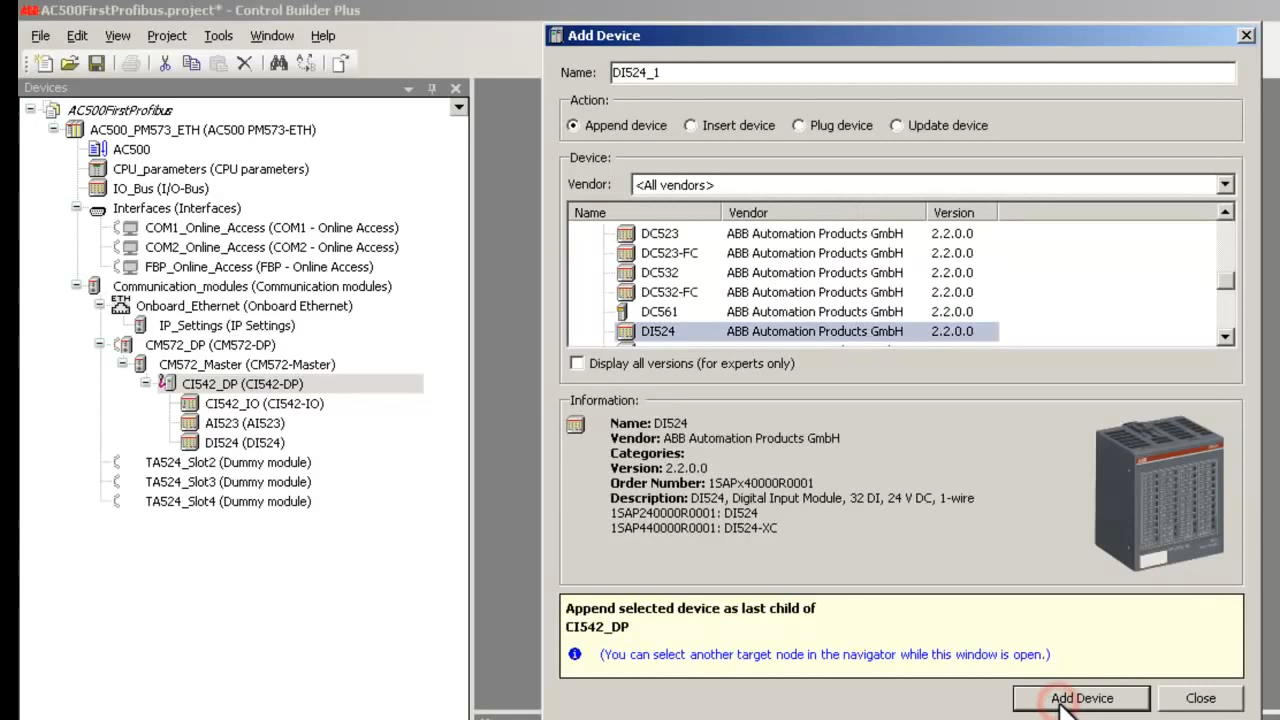 AC500FirstProfibus.project* - Control Builder Plus
File Edit View Project Tools Window Help
Devices
AC500FirstProfibus
AC500_PM573_ETH (AC500 PM573-ETH)
AC500
CPU_parameters (CPU parameters)
IO_Bus (I/O-Bus)
Interfaces (Interfaces)
COM1_Online_Access (COM1 - Online Access)
COM2_Online_Access (COM2 - Online Access)
FBP_Online_Access (FBP - Online Access)
Communication_modules (Communication modules)
ETH
Onboard_Ethernet (Onboard Ethernet)
IP_Settings (IP Settings)
CM572_DP (CM572-DP)
CM572_Master (CM572-Master)
CI542_DP (CI542-DP)
CI542_IO (CI542-IO)
AI523 (AI523)
DI524 (DI524)
TA524_Slot2 (Dummy module)
TA524_Slot3 (Dummy module)
TA524_Slot4 (Dummy module)
Add Device
Name: DI524_1
Action:
Append device Insert device Plug device Update device
Device:
Vendor: <All vendors>
Name Vendor Version
DC523 ABB Automation Products GmbH 2.2.0.0
DC523-FC ABB Automation Products GmbH 2.2.0.0
DC532 ABB Automation Products GmbH 2.2.0.0
DC532-FC ABB Automation Products GmbH 2.2.0.0
DC561 ABB Automation Products GmbH 2.2.0.0
DI524 ABB Automation Products GmbH 2.2.0.0
Display all versions (for experts only)
Information:
Name: DI524
Vendor: ABB Automation Products GmbH
Categories:
Version: 2.2.0.0
Order Number: 1SAPx40000R0001
Description: DI524, Digital Input Module, 32 DI, 24 V DC, 1-wire
1SAP240000R0001: DI524
1SAP440000R0001: DI524-XC
Append selected device as last child of
CI542_DP
(You can select another target node in the navigator while this window is open.)
Add Device Close